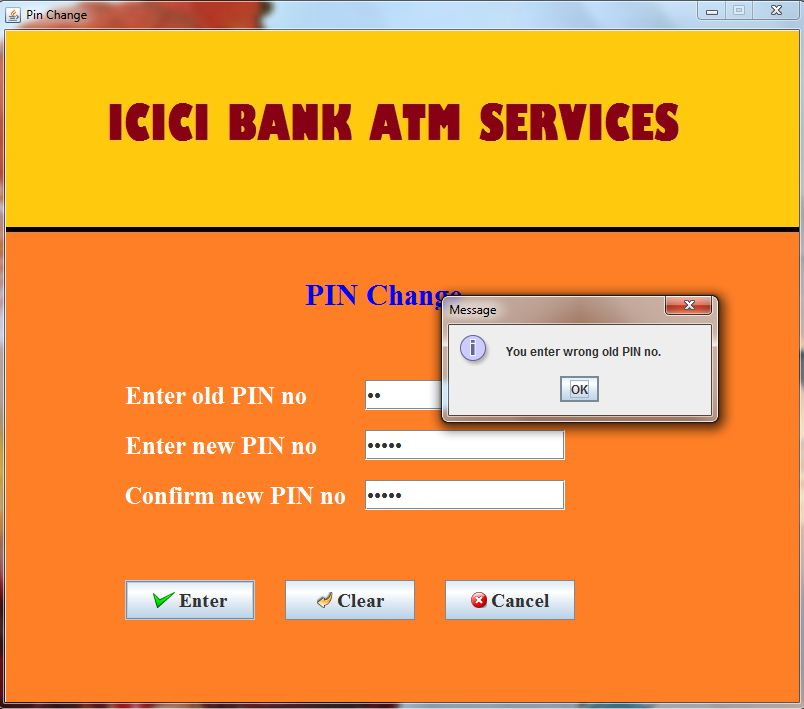 Pin Change
ICICI BANK ATM SERVICES
PIN Change
Message
You enter wrong old PIN no.
OK
Enter old PIN no ••
Enter new PIN no •••••
Confirm new PIN no •••••
Enter Clear Cancel